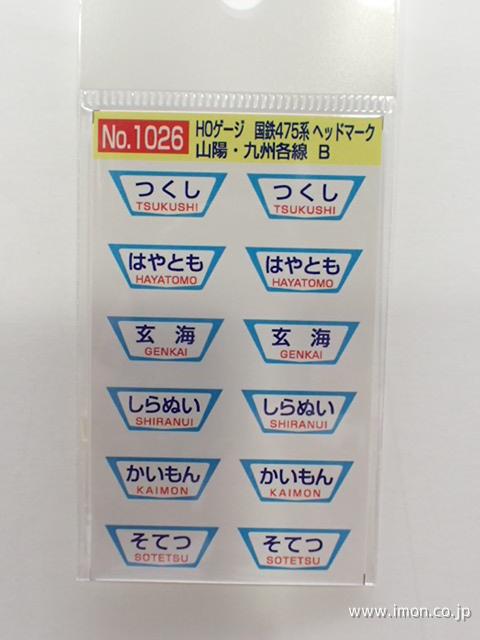 No.1026
HOゲージ 国鉄475系 ヘッドマーク
山陽・九州各線 B
つくし つくし
TSUKUSHI TSUKUSHI
はやとも はやとも
HAYATOMO HAYATOMO
玄海 玄海
GENKAI GENKAI
しらぬい しらぬい
SHIRANUI SHIRANUI
かいもん かいもん
KAIMON KAIMON
そてつ そてつ
SOTETSU SOTETSU
www.imon.co.jp